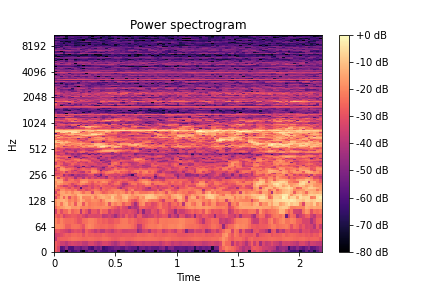 Power spectrogram
Hz
8192
4096
2048
1024
512
256
128
64
0
0
0.5
1
1.5
2
Time
+0 dB
-10 dB
-20 dB
-30 dB
-40 dB
-50 dB
-60 dB
-70 dB
-80 dB